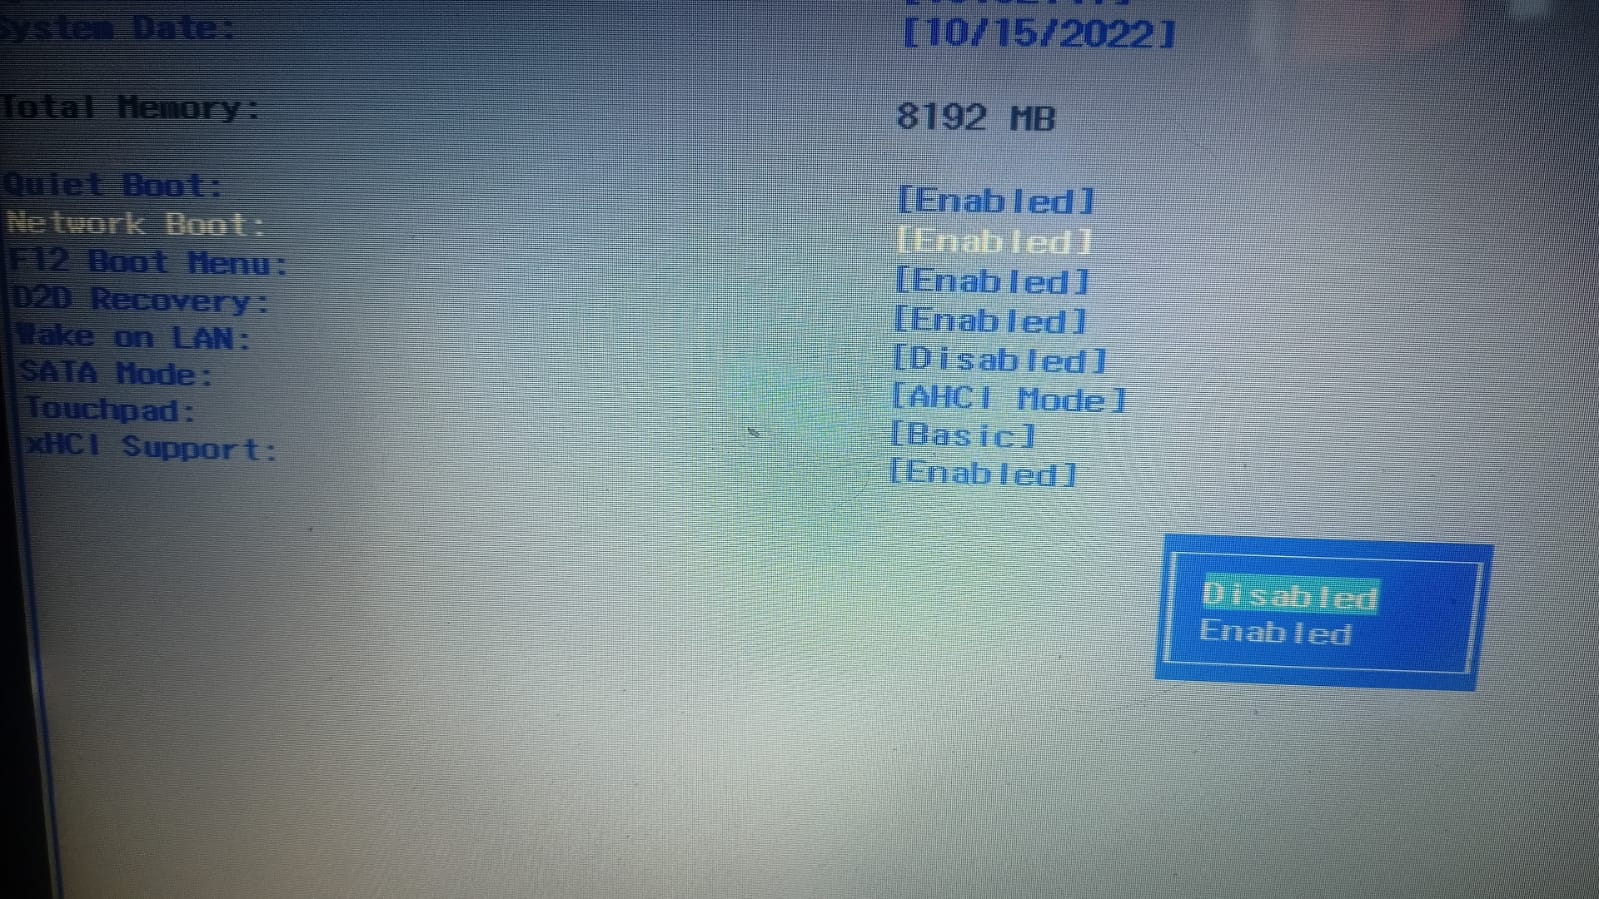 System Date: [10/15/2022]
Total Memory: 8192 MB
Quiet Boot: [Enabled]
Network Boot: [Enabled]
F12 Boot Menu: [Enabled]
D2D Recovery: [Enabled]
Wake on LAN: [Disabled]
SATA Mode: [AHCI Mode]
Touchpad: [Basic]
xHCI Support: [Enabled]
Disabled
Enabled